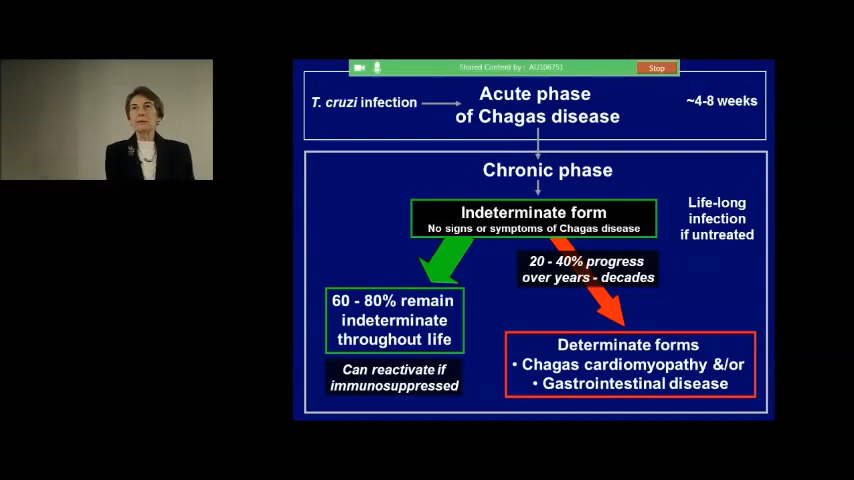 Shared Content by : AU106751
Stop
T. cruzi infection
Acute phase
of Chagas disease
~4-8 weeks
Chronic phase
Indeterminate form
No signs or symptoms of Chagas disease
Life-long
infection
if untreated
20 - 40% progress
over years - decades
60 - 80% remain
indeterminate
throughout life
Can reactivate if
immunosuppressed
Determinate forms
• Chagas cardiomyopathy &/or
• Gastrointestinal disease